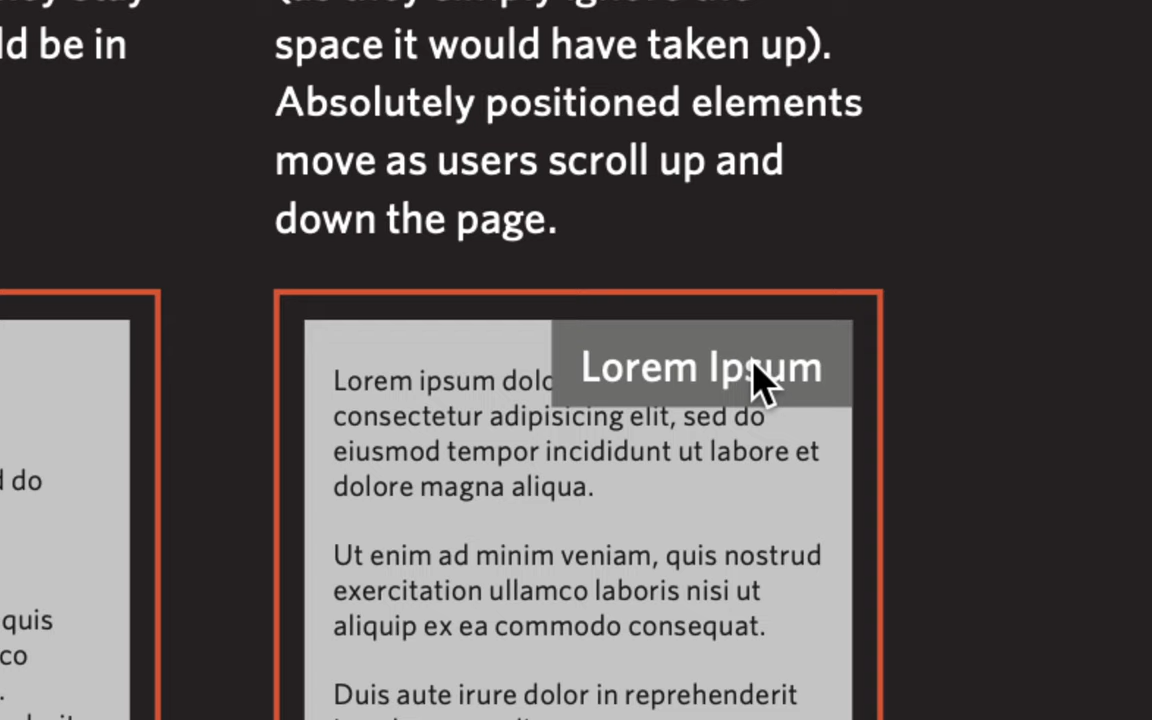 ld be in
space it would have taken up).
Absolutely positioned elements
move as users scroll up and
down the page.
d do
quis
co
Lorem Ipsum
Lorem ipsum dolo
consectetur adipisicing elit, sed do
eiusmod tempor incididunt ut labore et
dolore magna aliqua.
Ut enim ad minim veniam, quis nostrud
exercitation ullamco laboris nisi ut
aliquip ex ea commodo consequat.
Duis aute irure dolor in reprehenderit